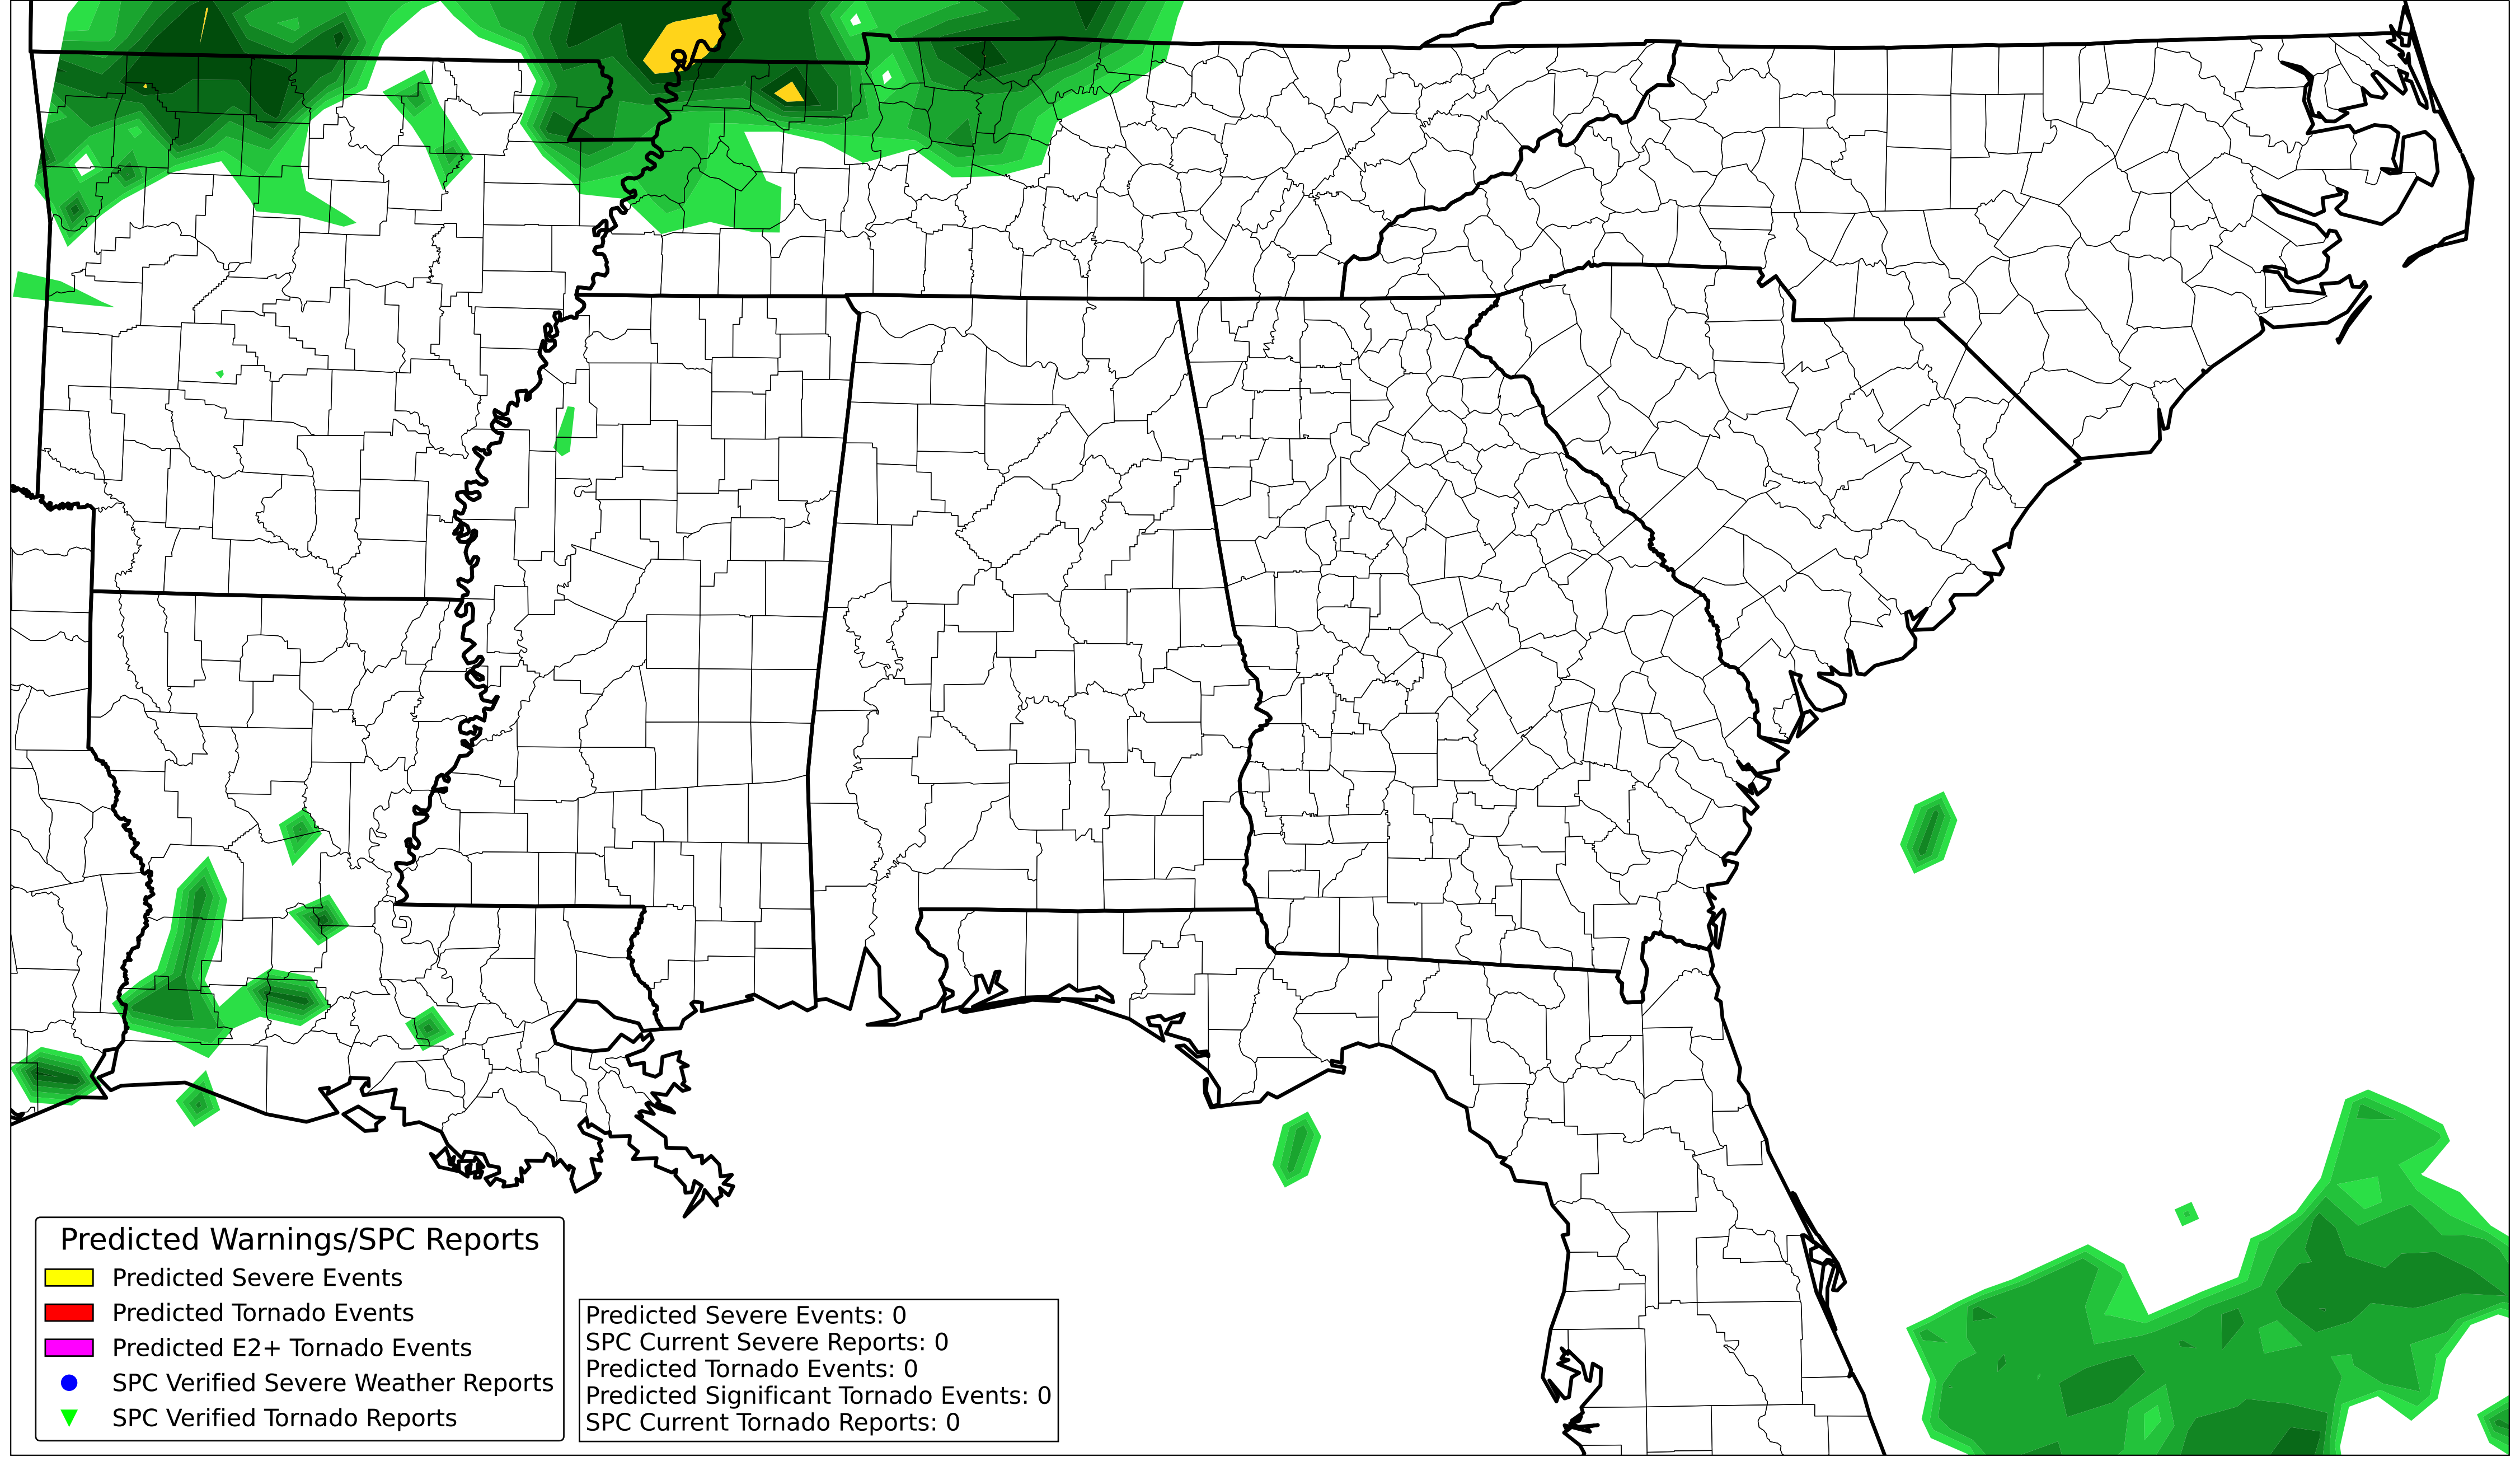 Predicted Warnings/SPC Reports
Predicted Severe Events
Predicted Tornado Events
Predicted E2+ Tornado Events
SPC Verified Severe Weather Reports
SPC Verified Tornado Reports
Predicted Severe Events: 0
SPC Current Severe Reports: 0
Predicted Tornado Events: 0
Predicted Significant Tornado Events: 0
SPC Current Tornado Reports: 0